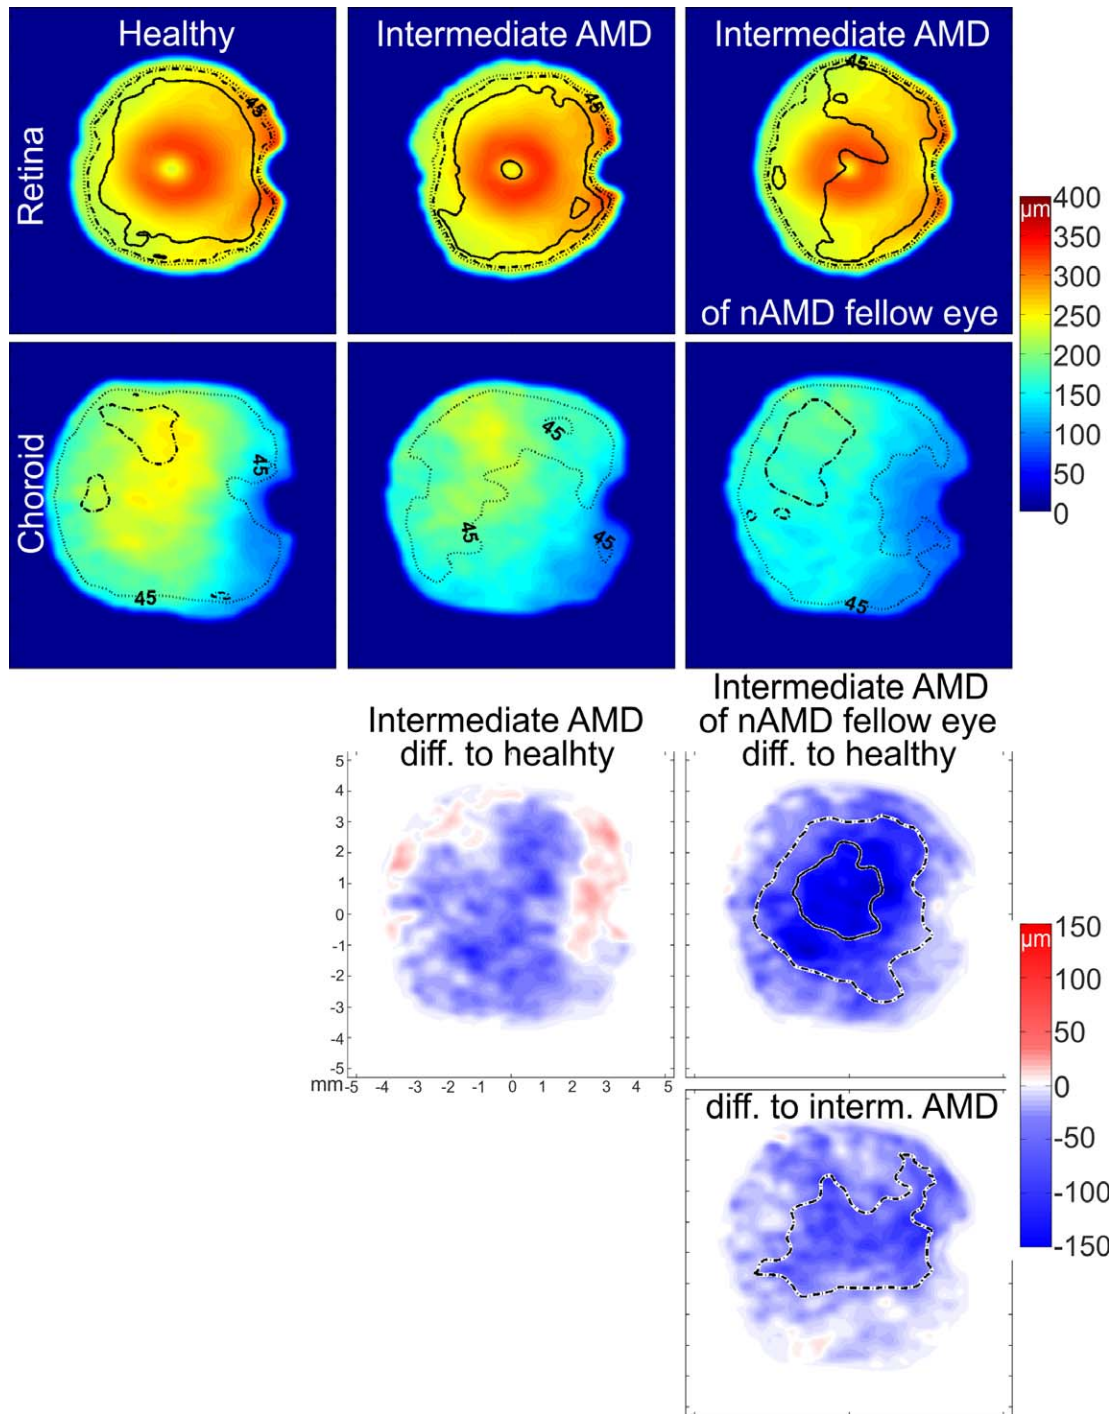 Healthy
Intermediate AMD
Intermediate AMD
of nAMD fellow eye
Retina
45
45
45
400
µm
350
300
250
200
150
100
50
0
Choroid
45
45
45
45
45
45
Intermediate AMD
diff. to healhty
Intermediate AMD
of nAMD fellow eye
diff. to healthy
5
4
3
2
1
0
-1
-2
-3
-4
-5
mm -5 -4 -3 -2 -1 0 1 2 3 4 5
diff. to interm. AMD
150
µm
100
50
0
-50
-100
-150